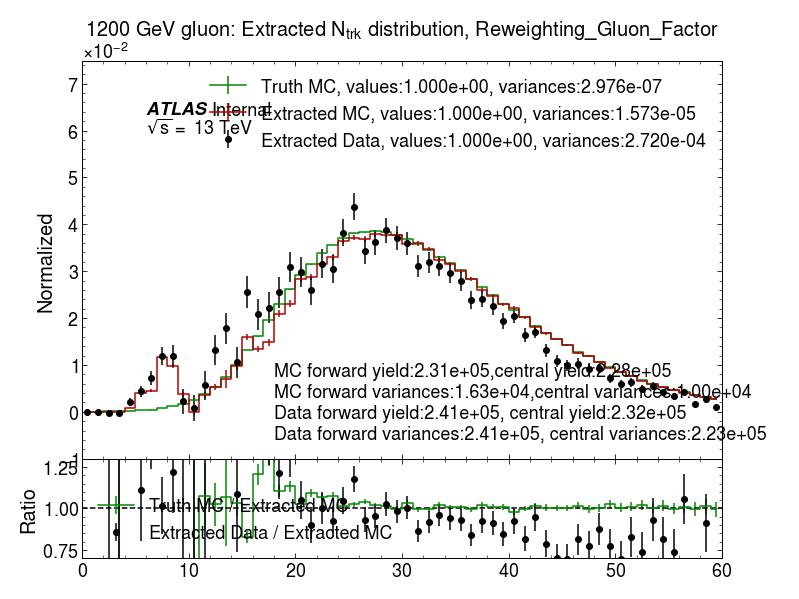 1200 GeV gluon: Extracted Ntrk distribution, Reweighting_Gluon_Factor
×10−2
Truth MC, values:1.000e+00, variances:2.976e-07
ATLAS Internal
Extracted MC, values:1.000e+00, variances:1.573e-05
√s = 13 TeV
Extracted Data, values:1.000e+00, variances:2.720e-04
7
6
5
4
3
2
1
0
Normalized
MC forward yield:2.31e+05,central yield:2.28e+05
MC forward variances:1.63e+04,central variances:1.00e+04
Data forward yield:2.41e+05, central yield:2.32e+05
Data forward variances:2.41e+05, central variances:2.23e+05
1.25
1.00
0.75
Ratio
Truth MC / Extracted MC
Extracted Data / Extracted MC
0 10 20 30 40 50 60